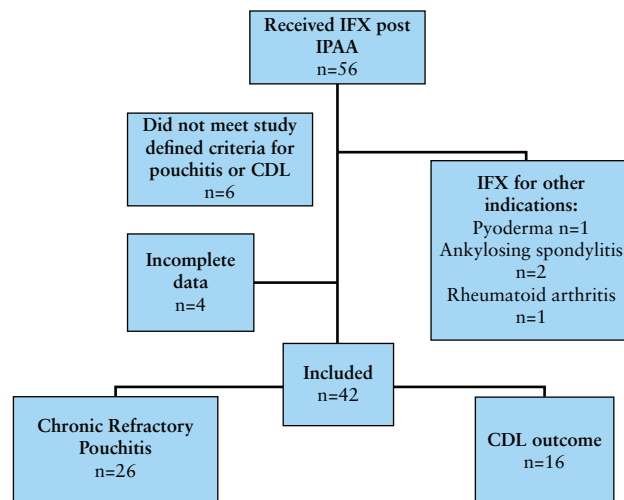 Received IFX post
IPAA
n=56
Did not meet study
defined criteria for
pouchitis or CDL
n=6
IFX for other
indications:
Pyoderma n=1
Ankylosing spondylitis
n=2
Rheumatoid arthritis
n=1
Incomplete
data
n=4
Included
n=42
Chronic Refractory
Pouchitis
n=26
CDL outcome
n=16